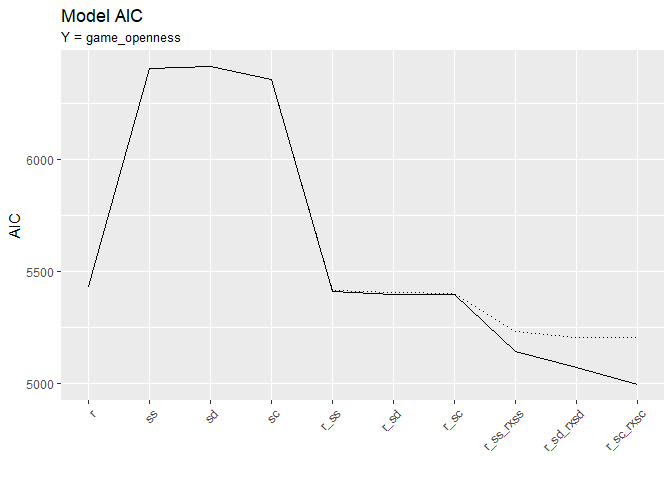 Model AIC
Y = game_openness
AIC
6000
5500
5000
r
ss
sd
sc
r_ss
r_sd
r_sc
r_ss_rxss
r_sd_rxsd
r_sc_rxsc